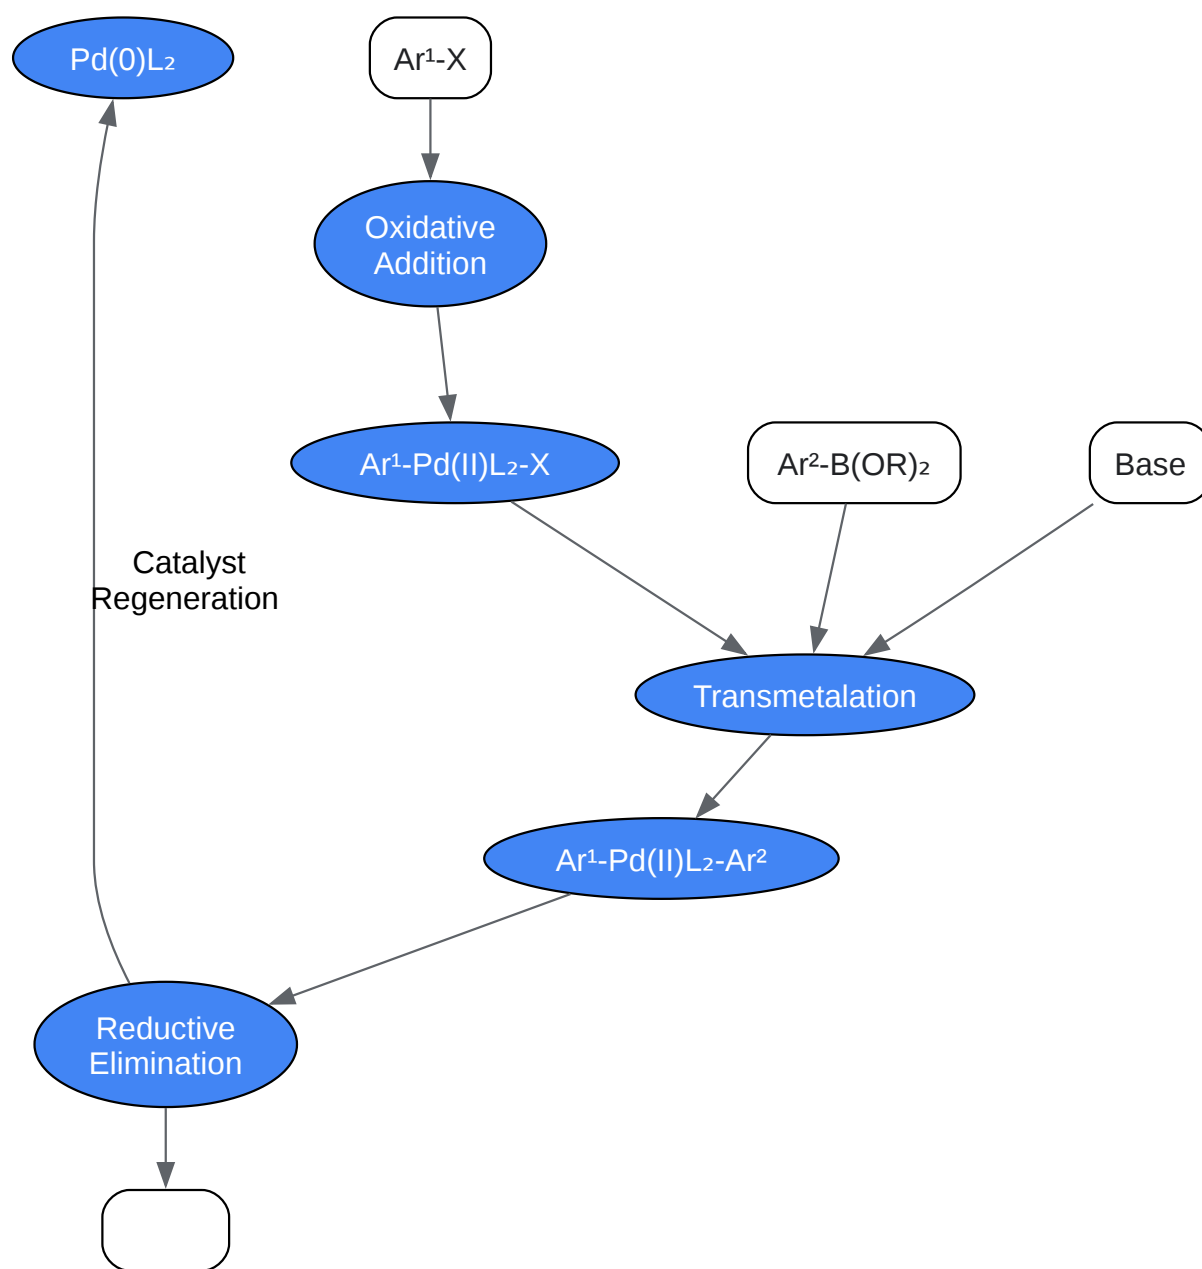 Pd(0)L₂
Ar¹-X
Oxidative
Addition
Ar¹-Pd(II)L₂-X
Ar²-B(OR)₂
Base
Catalyst
Regeneration
Transmetalation
Ar¹-Pd(II)L₂-Ar²
Reductive
Elimination